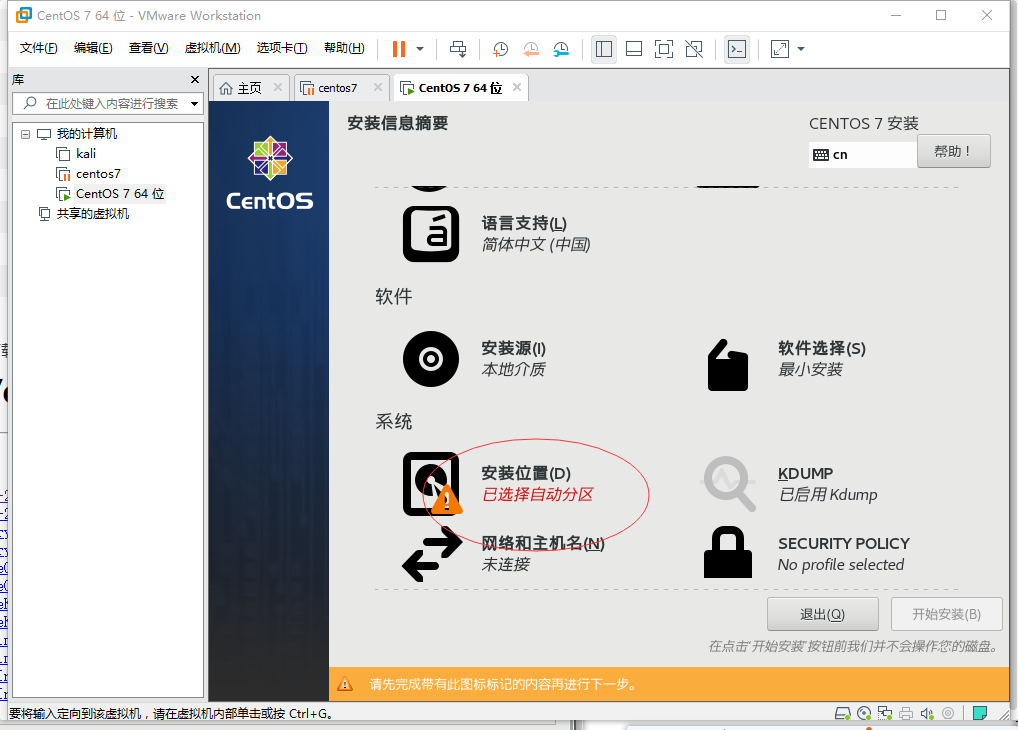 CentOS 7 64 位 - VMware Workstation
文件(F) 编辑(E) 查看(V) 虚拟机(M) 选项卡(T) 帮助(H)
库
在此处键入内容进行搜索
我的计算机
kali
centos7
CentOS 7 64 位
共享的虚拟机
主页 centos7 CentOS 7 64 位
CentOS
安装信息摘要
CENTOS 7 安装
cn
帮助！
语言支持(L)
简体中文 (中国)
软件
安装源(I)
本地介质
软件选择(S)
最小安装
系统
安装位置(D)
已选择自动分区
KDUMP
已启用 Kdump
网络和主机名(N)
未连接
SECURITY POLICY
No profile selected
退出(Q)
开始安装(B)
在点击'开始安装'按钮前我们并不会操作您的磁盘。
请先完成带有此图标标记的内容再进行下一步。
要将输入定向到该虚拟机，请在虚拟机内部单击或按 Ctrl+G。